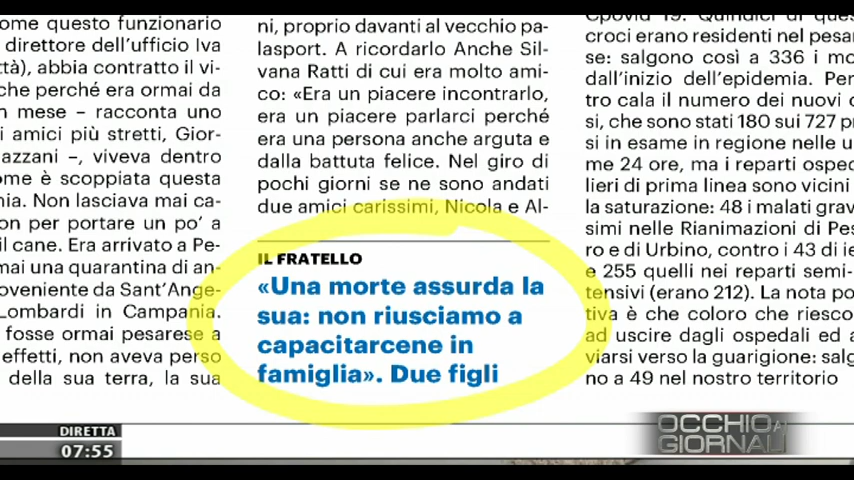 ome questo funzionario
direttore dell'ufficio Iva
ttà), abbia contratto il vi-
che perché era ormai da
n mese – racconta uno
i amici più stretti, Gior-
azzani –, viveva dentro
ome è scoppiata questa
nia. Non lasciava mai ca-
on per portare un po' a
il cane. Era arrivato a Pe-
mai una quarantina di an-
oveniente da Sant'Ange-
Lombardi in Campania.
fosse ormai pesarese a
effetti, non aveva perso
della sua terra, la sua
ni, proprio davanti al vecchio pa-
lasport. A ricordarlo Anche Sil-
vana Ratti di cui era molto ami-
co: «Era un piacere incontrarlo,
era un piacere parlarci perché
era una persona anche arguta e
dalla battuta felice. Nel giro di
pochi giorni se ne sono andati
due amici carissimi, Nicola e Al-
IL FRATELLO
«Una morte assurda la
sua: non riusciamo a
capacitarcene in
famiglia». Due figli
croci erano residenti nel pesar
se: salgono così a 336 i mo
dall'inizio dell'epidemia. Per
tro cala il numero dei nuovi c
si, che sono stati 180 sui 727 p
si in esame in regione nelle u
me 24 ore, ma i reparti osped
lieri di prima linea sono vicini
la saturazione: 48 i malati grav
simi nelle Rianimazioni di Pes
ro e di Urbino, contro i 43 di ie
e 255 quelli nei reparti semi-
tensivi (erano 212). La nota po
tiva è che coloro che riesco
ad uscire dagli ospedali ed a
viarsi verso la guarigione: salg
no a 49 nel nostro territorio
DIRETTA
07:55
OCCHIO AI
GIORNALI